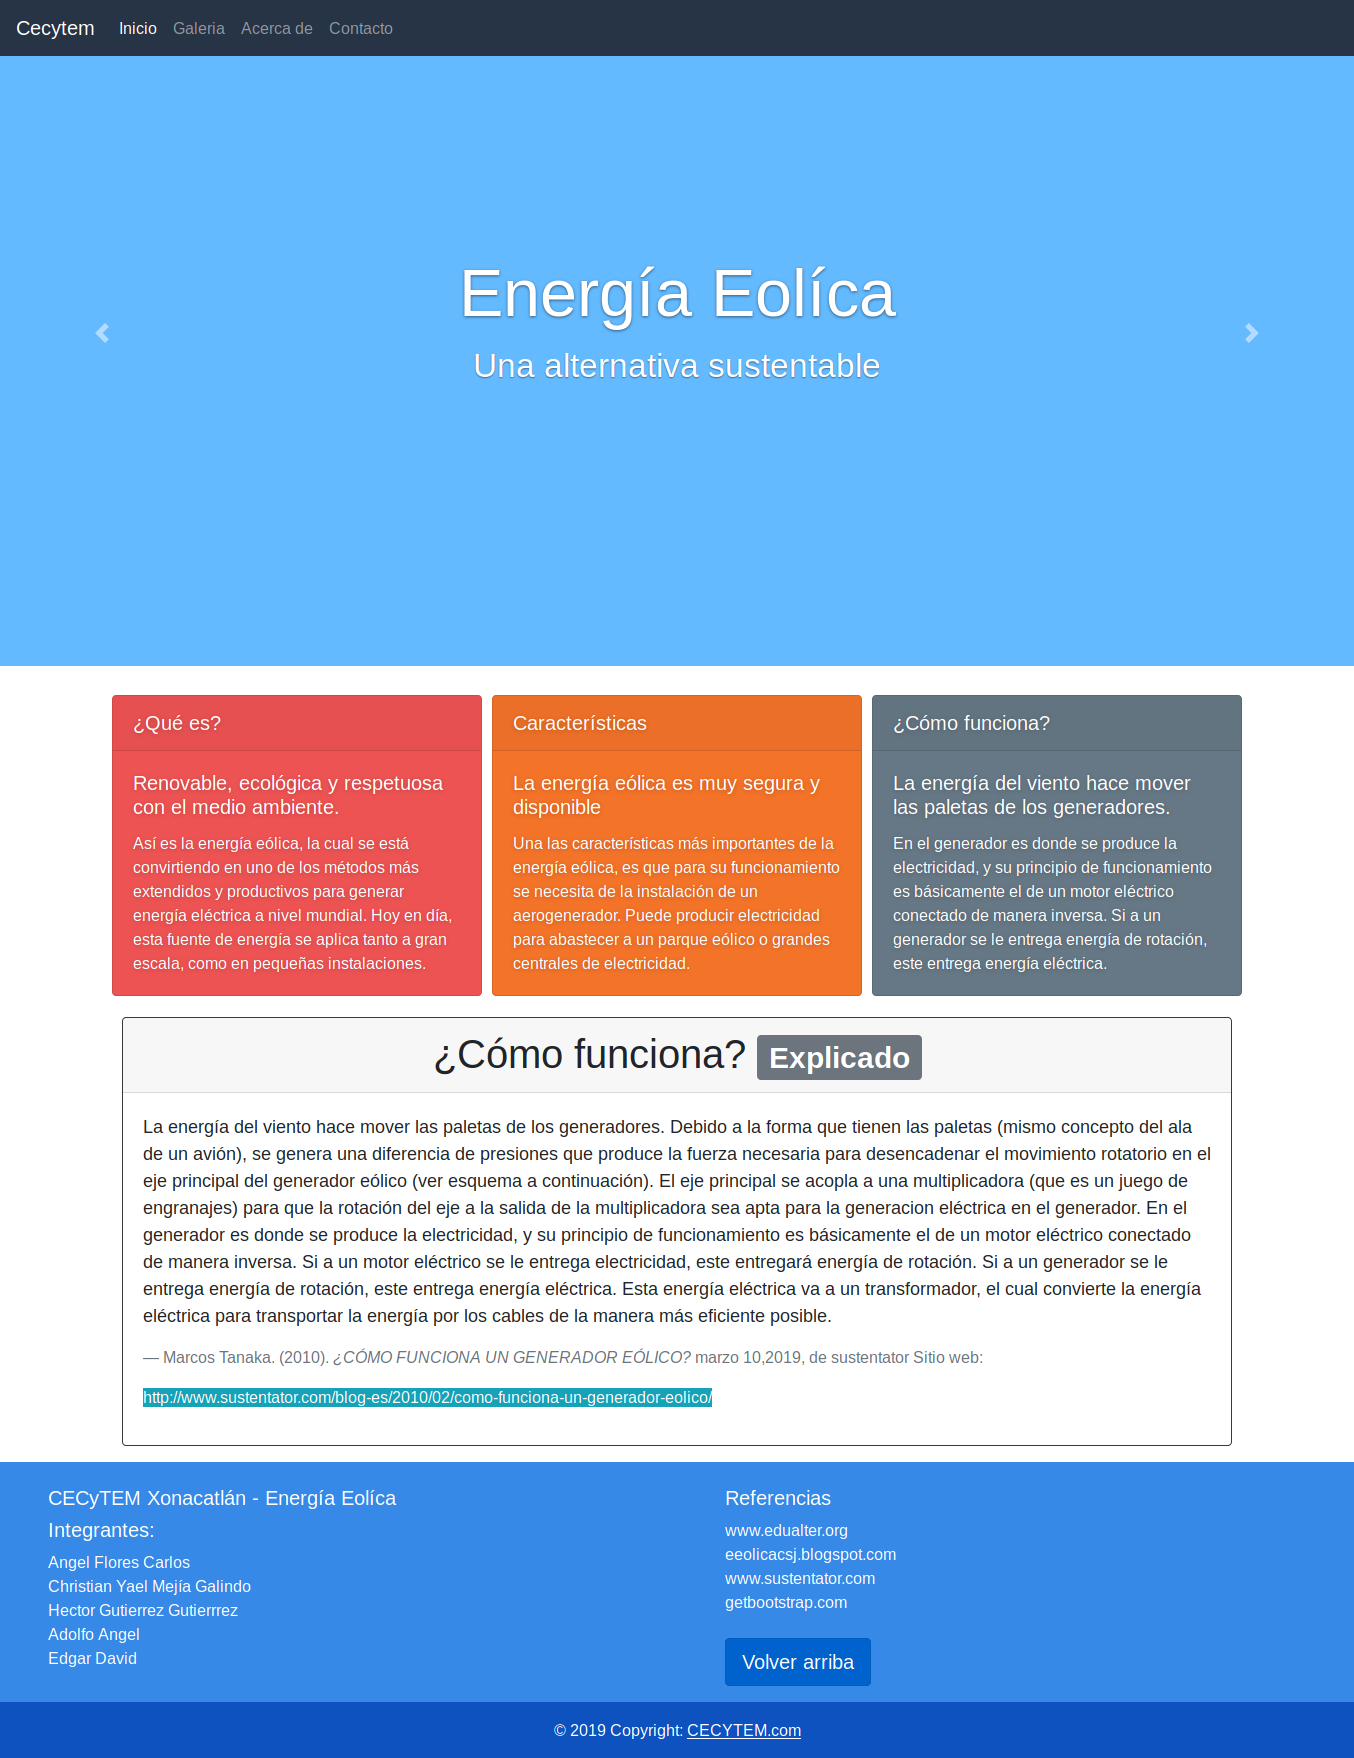 Cecytem Inicio Galeria Acerca de Contacto
Energía Eolíca
Una alternativa sustentable
¿Qué es?
Renovable, ecológica y respetuosa
con el medio ambiente.
Así es la energía eólica, la cual se está
convirtiendo en uno de los métodos más
extendidos y productivos para generar
energía eléctrica a nivel mundial. Hoy en día,
esta fuente de energía se aplica tanto a gran
escala, como en pequeñas instalaciones.
Características
La energía eólica es muy segura y
disponible
Una las características más importantes de la
energía eólica, es que para su funcionamiento
se necesita de la instalación de un
aerogenerador. Puede producir electricidad
para abastecer a un parque eólico o grandes
centrales de electricidad.
¿Cómo funciona?
La energía del viento hace mover
las paletas de los generadores.
En el generador es donde se produce la
electricidad, y su principio de funcionamiento
es básicamente el de un motor eléctrico
conectado de manera inversa. Si a un
generador se le entrega energía de rotación,
este entrega energía eléctrica.
¿Cómo funciona? Explicado
La energía del viento hace mover las paletas de los generadores. Debido a la forma que tienen las paletas (mismo concepto del ala
de un avión), se genera una diferencia de presiones que produce la fuerza necesaria para desencadenar el movimiento rotatorio en el
eje principal del generador eólico (ver esquema a continuación). El eje principal se acopla a una multiplicadora (que es un juego de
engranajes) para que la rotación del eje a la salida de la multiplicadora sea apta para la generacion eléctrica en el generador. En el
generador es donde se produce la electricidad, y su principio de funcionamiento es básicamente el de un motor eléctrico conectado
de manera inversa. Si a un motor eléctrico se le entrega electricidad, este entregará energía de rotación. Si a un generador se le
entrega energía de rotación, este entrega energía eléctrica. Esta energía eléctrica va a un transformador, el cual convierte la energía
eléctrica para transportar la energía por los cables de la manera más eficiente posible.
— Marcos Tanaka. (2010). ¿CÓMO FUNCIONA UN GENERADOR EÓLICO? marzo 10,2019, de sustentator Sitio web:
http://www.sustentator.com/blog-es/2010/02/como-funciona-un-generador-eolico/
CECyTEM Xonacatlán - Energía Eolíca
Integrantes:
Angel Flores Carlos
Christian Yael Mejía Galindo
Hector Gutierrez Gutierrrez
Adolfo Angel
Edgar David
Referencias
www.edualter.org
eeolicacsj.blogspot.com
www.sustentator.com
getbootstrap.com
Volver arriba
© 2019 Copyright: CECYTEM.com